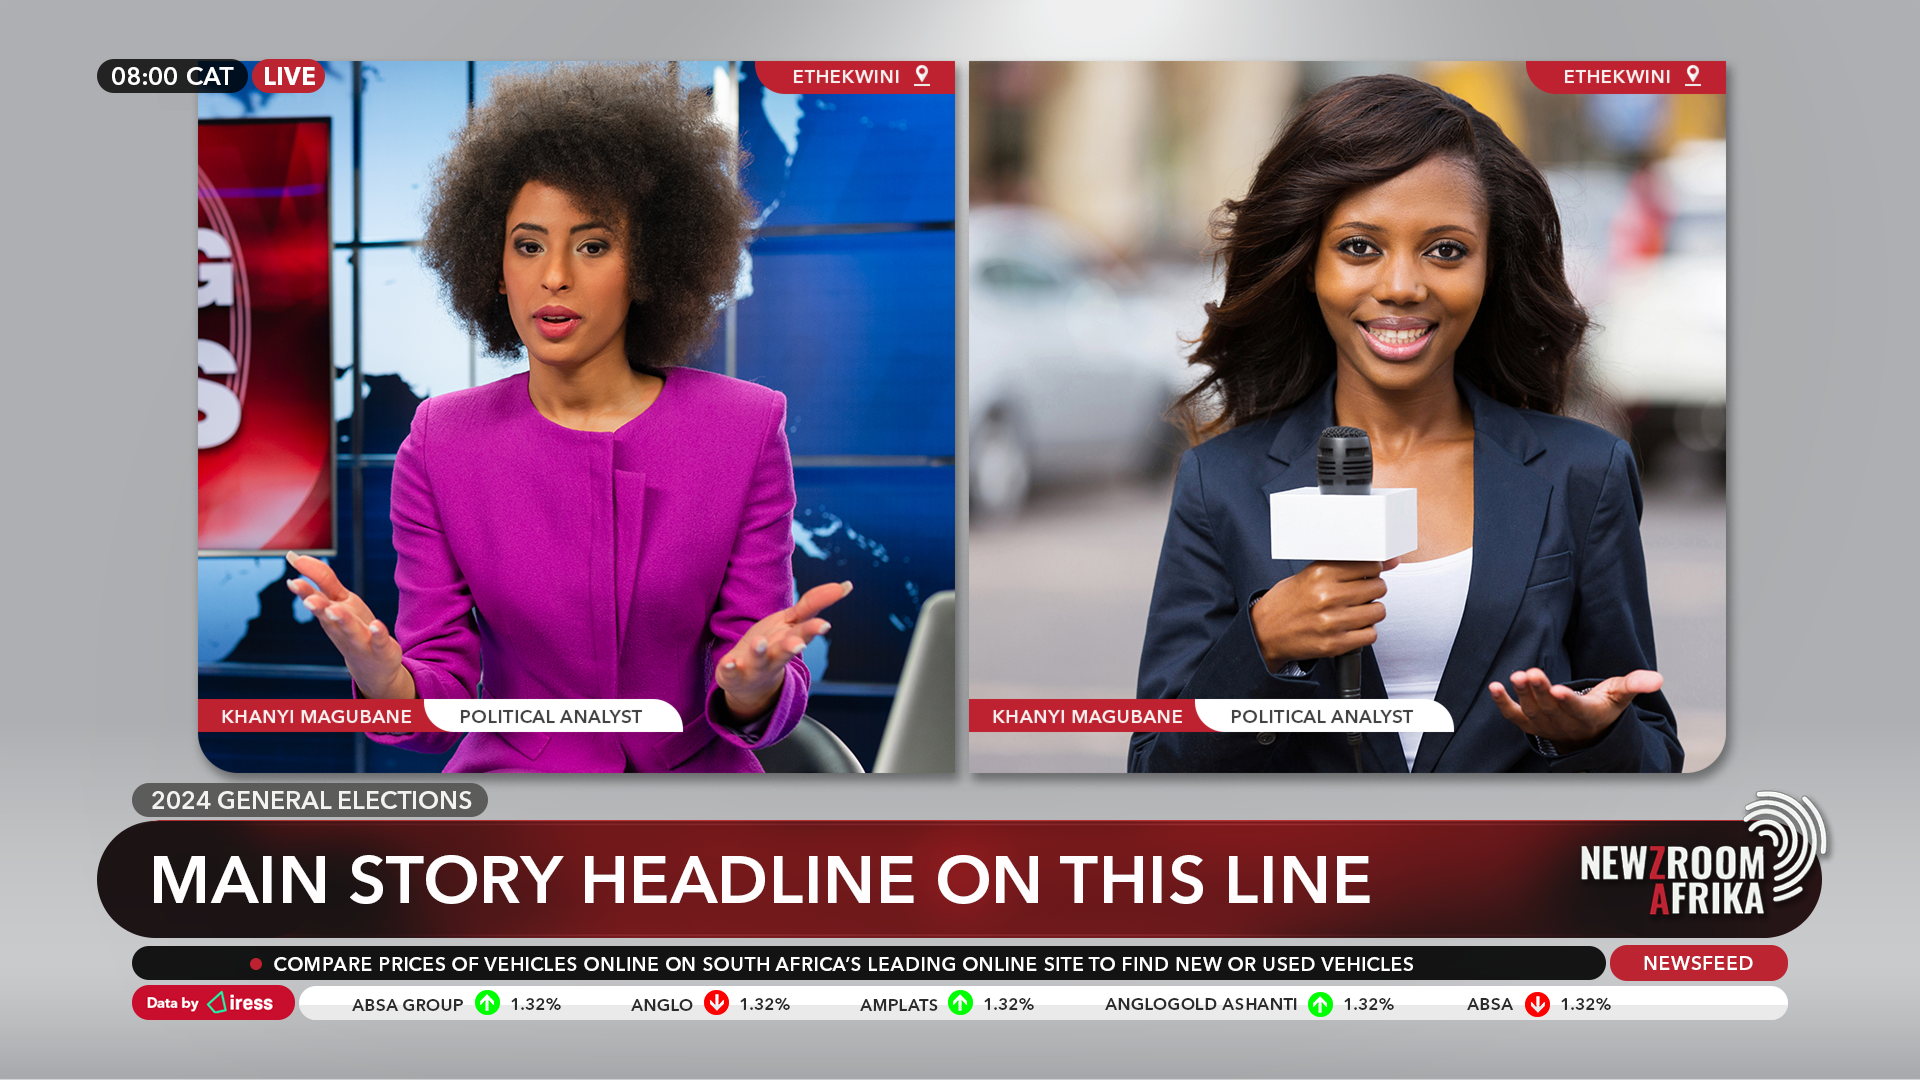 08:00 CAT LIVE
ETHEKWINI
ETHEKWINI
G
S
KHANYI MAGUBANE POLITICAL ANALYST
KHANYI MAGUBANE POLITICAL ANALYST
2024 GENERAL ELECTIONS
MAIN STORY HEADLINE ON THIS LINE
NEWZROOM
AFRIKA
COMPARE PRICES OF VEHICLES ONLINE ON SOUTH AFRICA’S LEADING ONLINE SITE TO FIND NEW OR USED VEHICLES
NEWSFEED
Data by iress
ABSA GROUP 1.32% ANGLO 1.32% AMPLATS 1.32% ANGLOGOLD ASHANTI 1.32% ABSA 1.32%